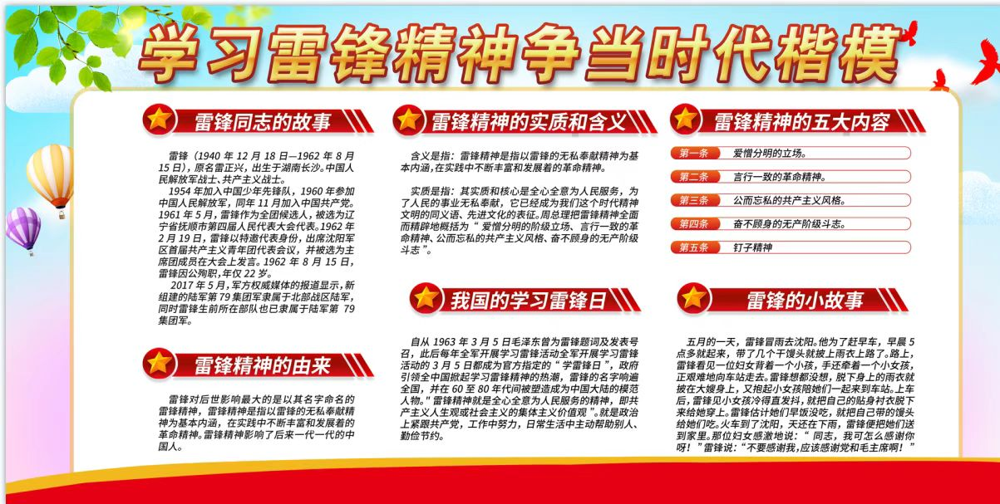 学习雷锋精神争当时代楷模
雷锋同志的故事
雷锋（1940 年 12 月 18 日—1962 年 8 月
15 日），原名雷正兴，出生于湖南长沙。中国人
民解放军战士、共产主义战士。
1954 年加入中国少年先锋队，1960 年参加
中国人民解放军，同年 11 月加入中国共产党。
1961 年 5 月，雷锋作为全团候选人，被选为辽
宁省抚顺市第四届人民代表大会代表。1962 年
2 月 19 日，雷锋以特邀代表身份，出席沈阳军
区首届共产主义青年团代表会议，并被选为主
席团成员在大会上发言。1962 年 8 月 15 日，
雷锋因公殉职，年仅 22 岁。
2017 年 5 月，军方权威媒体的报道显示，新
组建的陆军第 79 集团军隶属于北部战区陆军，
同时雷锋生前所在部队也已隶属于陆军第 79
集团军。
雷锋精神的由来
雷锋对后世影响最大的是以其名字命名的
雷锋精神，雷锋精神是指以雷锋的无私奉献精
神为基本内涵，在实践中不断丰富和发展着的
革命精神。雷锋精神影响了后来一代一代的中
国人。
雷锋精神的实质和含义
含义是指：雷锋精神是指以雷锋的无私奉献精神为基
本内涵，在实践中不断丰富和发展着的革命精神。
实质是指：其实质和核心是全心全意为人民服务，为
了人民的事业无私奉献，它已经成为我们这个时代精神
文明的同义语、先进文化的表征。周总理把雷锋精神全面
而精辟地概括为“ 爱憎分明的阶级立场、言行一致的革
命精神、公而忘私的共产主义风格、奋不顾身的无产阶级
斗志 ”。
我国的学习雷锋日
自从 1963 年 3 月 5 日毛泽东曾为雷锋题词及发表号
召，此后每年全军开展学习雷锋活动全军开展学习雷锋
活动的 3 月 5 日都成为官方指定的“ 学雷锋日 ”，政府
引领全中国掀起学习雷锋精神的热潮，雷锋的名字响遍
全国，并在 60 至 80 年代间被塑造成为中国大陆的模范
人物。" 雷锋精神就是全心全意为人民服务的精神，即共
产主义人生观或社会主义的集体主义价值观 ”。就是政治
上紧跟共产党，工作中努力，日常生活中主动帮助别人、
勤俭节约。
雷锋精神的五大内容
第一条 爱憎分明的立场。
第二条 言行一致的革命精神。
第三条 公而忘私的共产主义风格。
第四条 奋不顾身的无产阶级斗志。
第五条 钉子精神
雷锋的小故事
五月的一天，雷锋冒雨去沈阳。他为了赶早车，早晨 5
点多就起来，带了几个干馒头就披上雨衣上路了。路上，
雷锋看见一位妇女背着一个小孩，手还牵着一个小女孩，
正艰难地向车站走去。雷锋想都没想，脱下身上的雨衣就
披在大嫂身上，又抱起小女孩陪她们一起来到车站。上车
后，雷锋见小女孩冷得直发抖，就把自己的贴身衬衣脱下
来给她穿上。雷锋估计她们早饭没吃，就把自己带的馒头
给她们吃。火车到了沈阳，天还在下雨，雷锋便把她们送
到家里。那位妇女感激地说：“ 同志，我可怎么感谢你
呀！ ”雷锋说：“不要感谢我，应该感谢党和毛主席啊！ ”